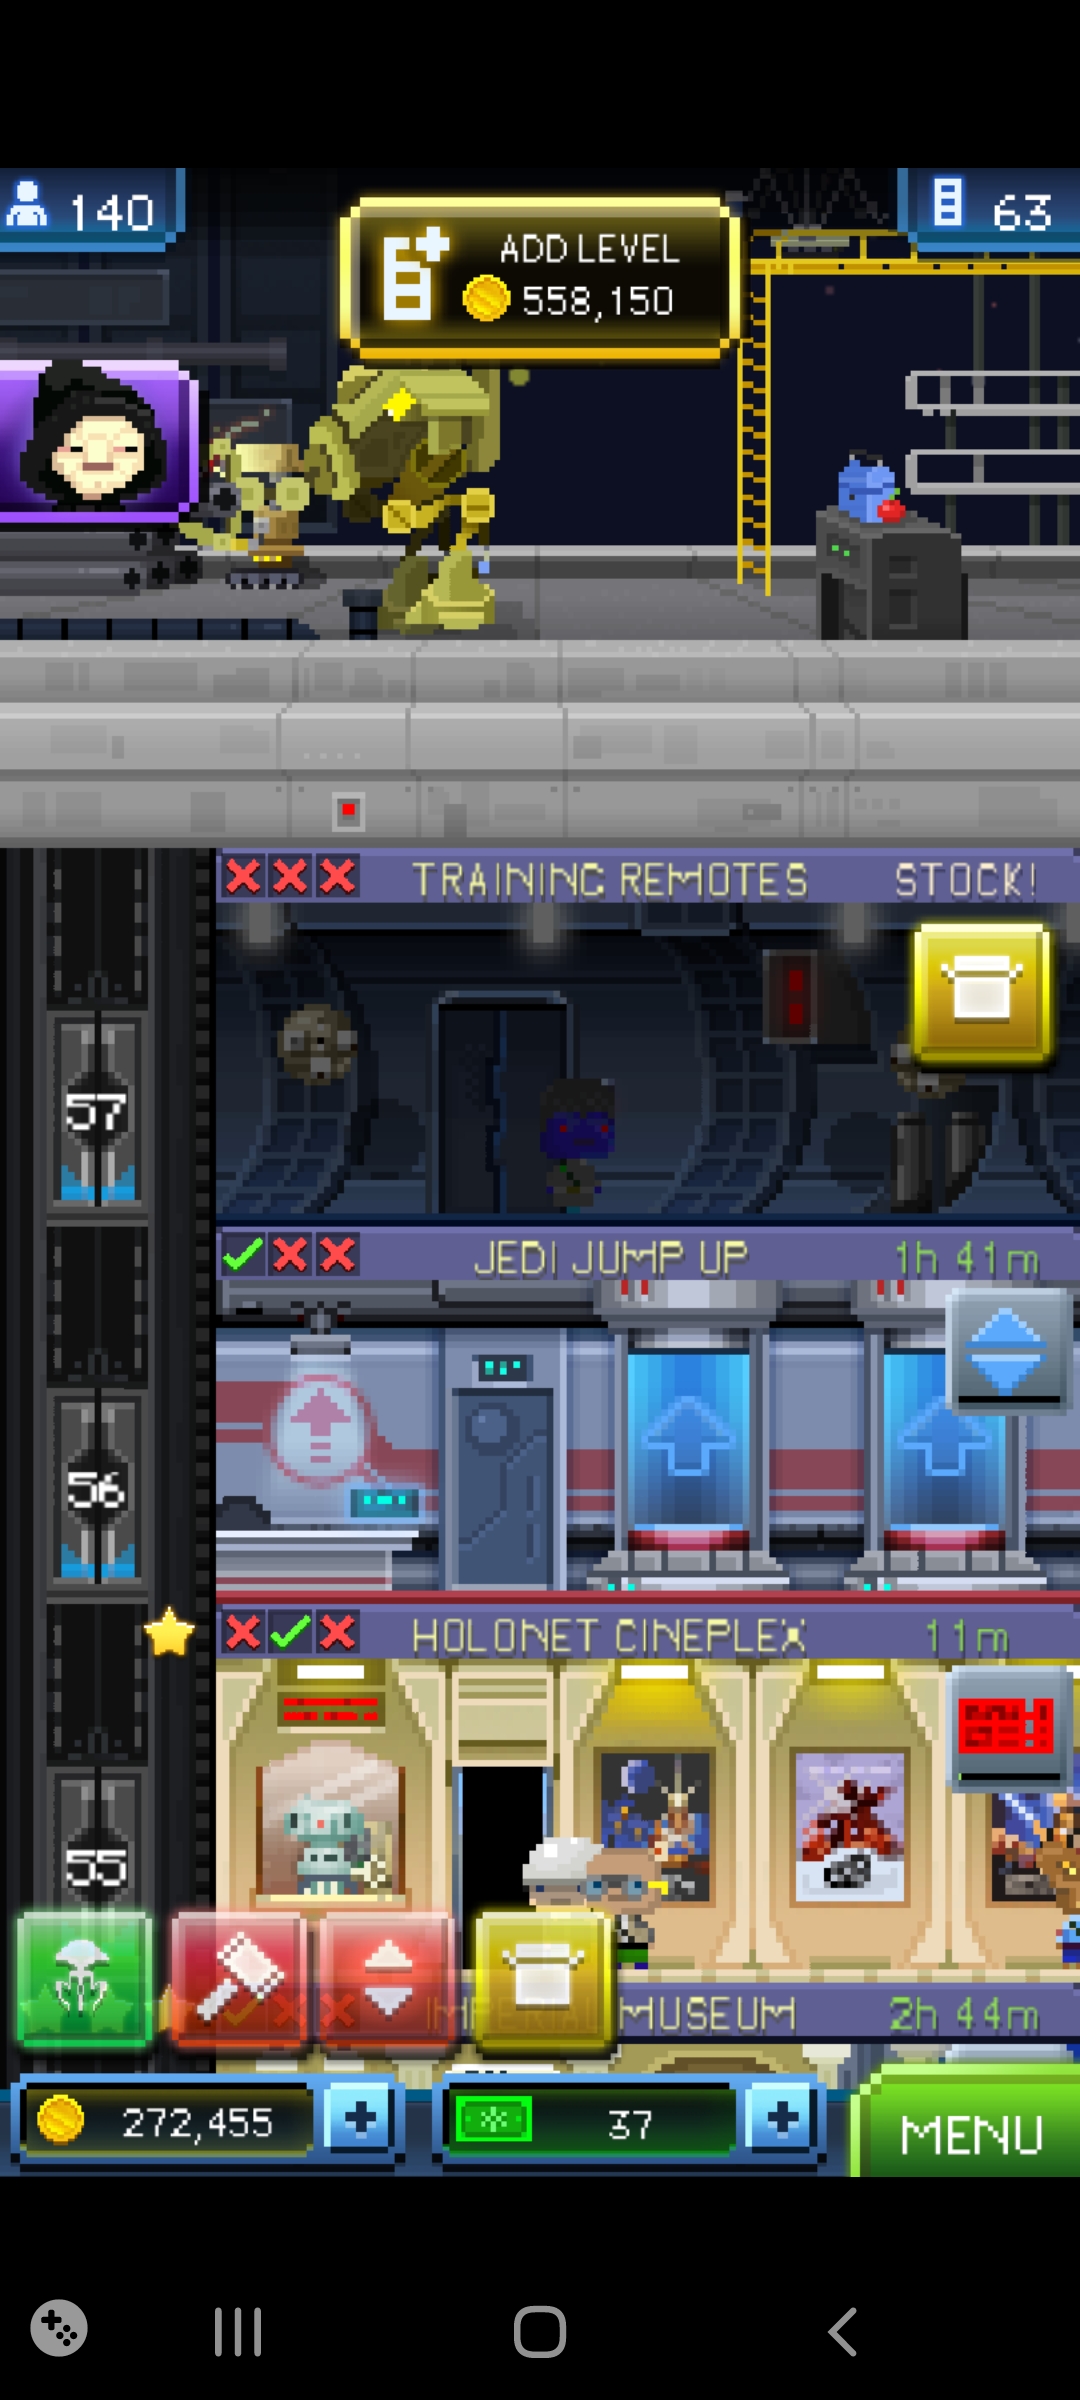 140
63
ADD LEVEL
558,150
TRAINING REMOTES STOCK!
57
JEDI JUMP UP 1h 41m
56
HOLONET CINEPLEX 11m
55
IMPERIAL MUSEUM 2h 44m
272,455
37
MENU